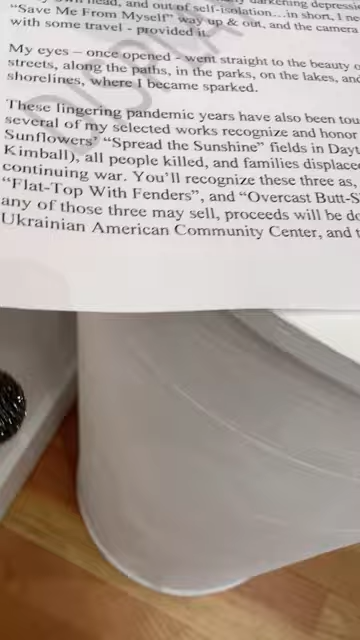 own head, and out of self-isolation…in short, I ne
"Save Me From Myself" way up & out, and the camera
with some travel - provided it.
My eyes – once opened - went straight to the beauty o
streets, along the paths, in the parks, on the lakes, and
shorelines, where I became sparked.
These lingering pandemic years have also been tou
several of my selected works recognize and honor
Sunflowers' "Spread the Sunshine" fields in Dayt
Kimball), all people killed, and families displace
continuing war. You'll recognize these three as,
"Flat-Top With Fenders", and "Overcast Butt-S
any of those three may sell, proceeds will be do
Ukrainian American Community Center, and t